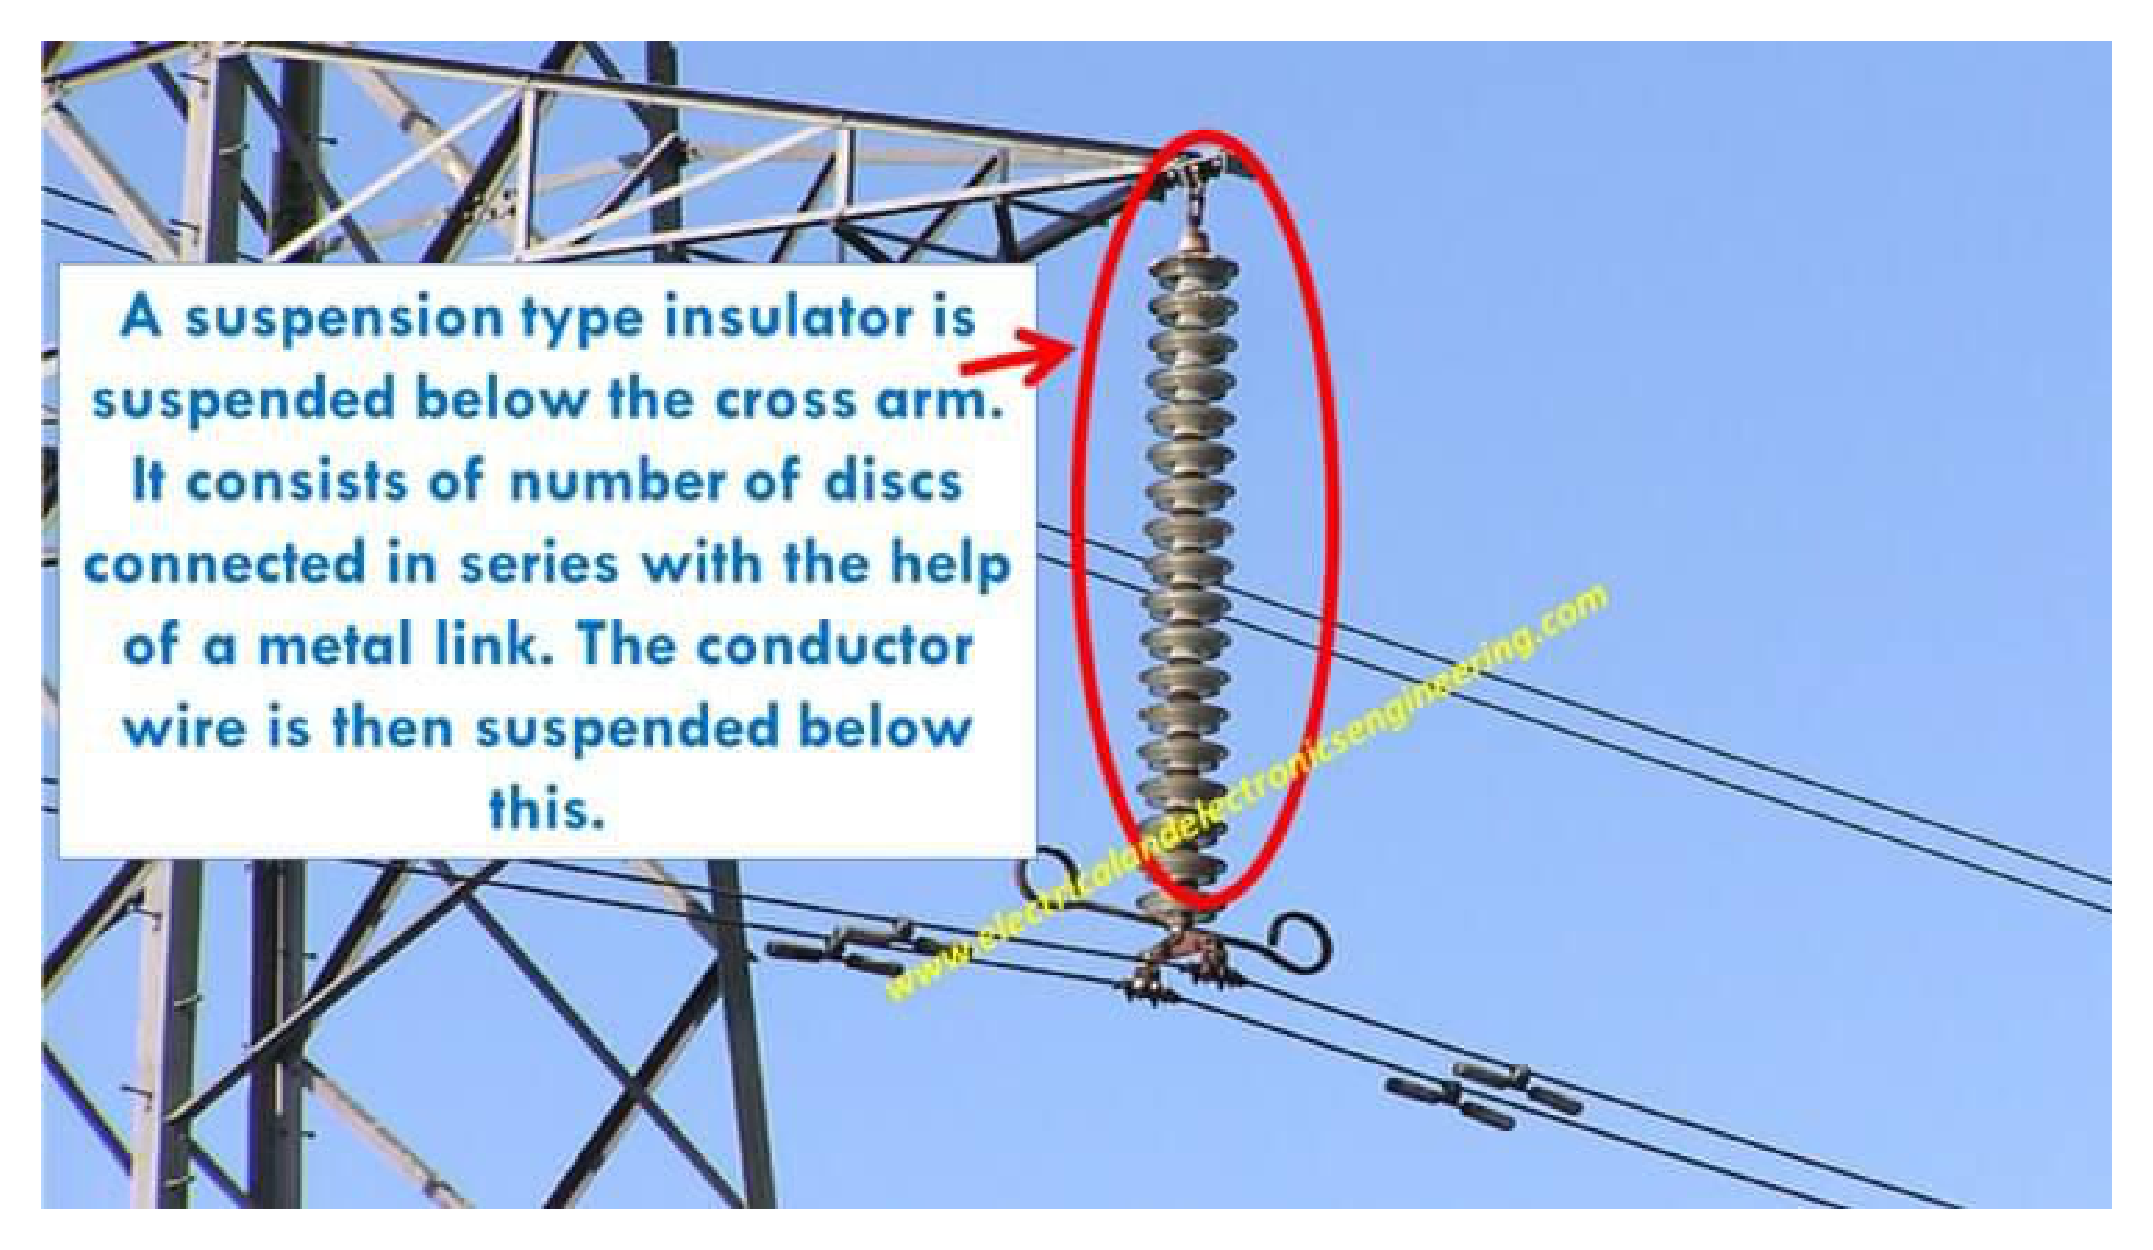 A suspension type insulator is
suspended below the cross arm.
It consists of number of discs
connected in series with the help
of a metal link. The conductor
wire is then suspended below
this.
www.electricalandelectronicsengineering.com